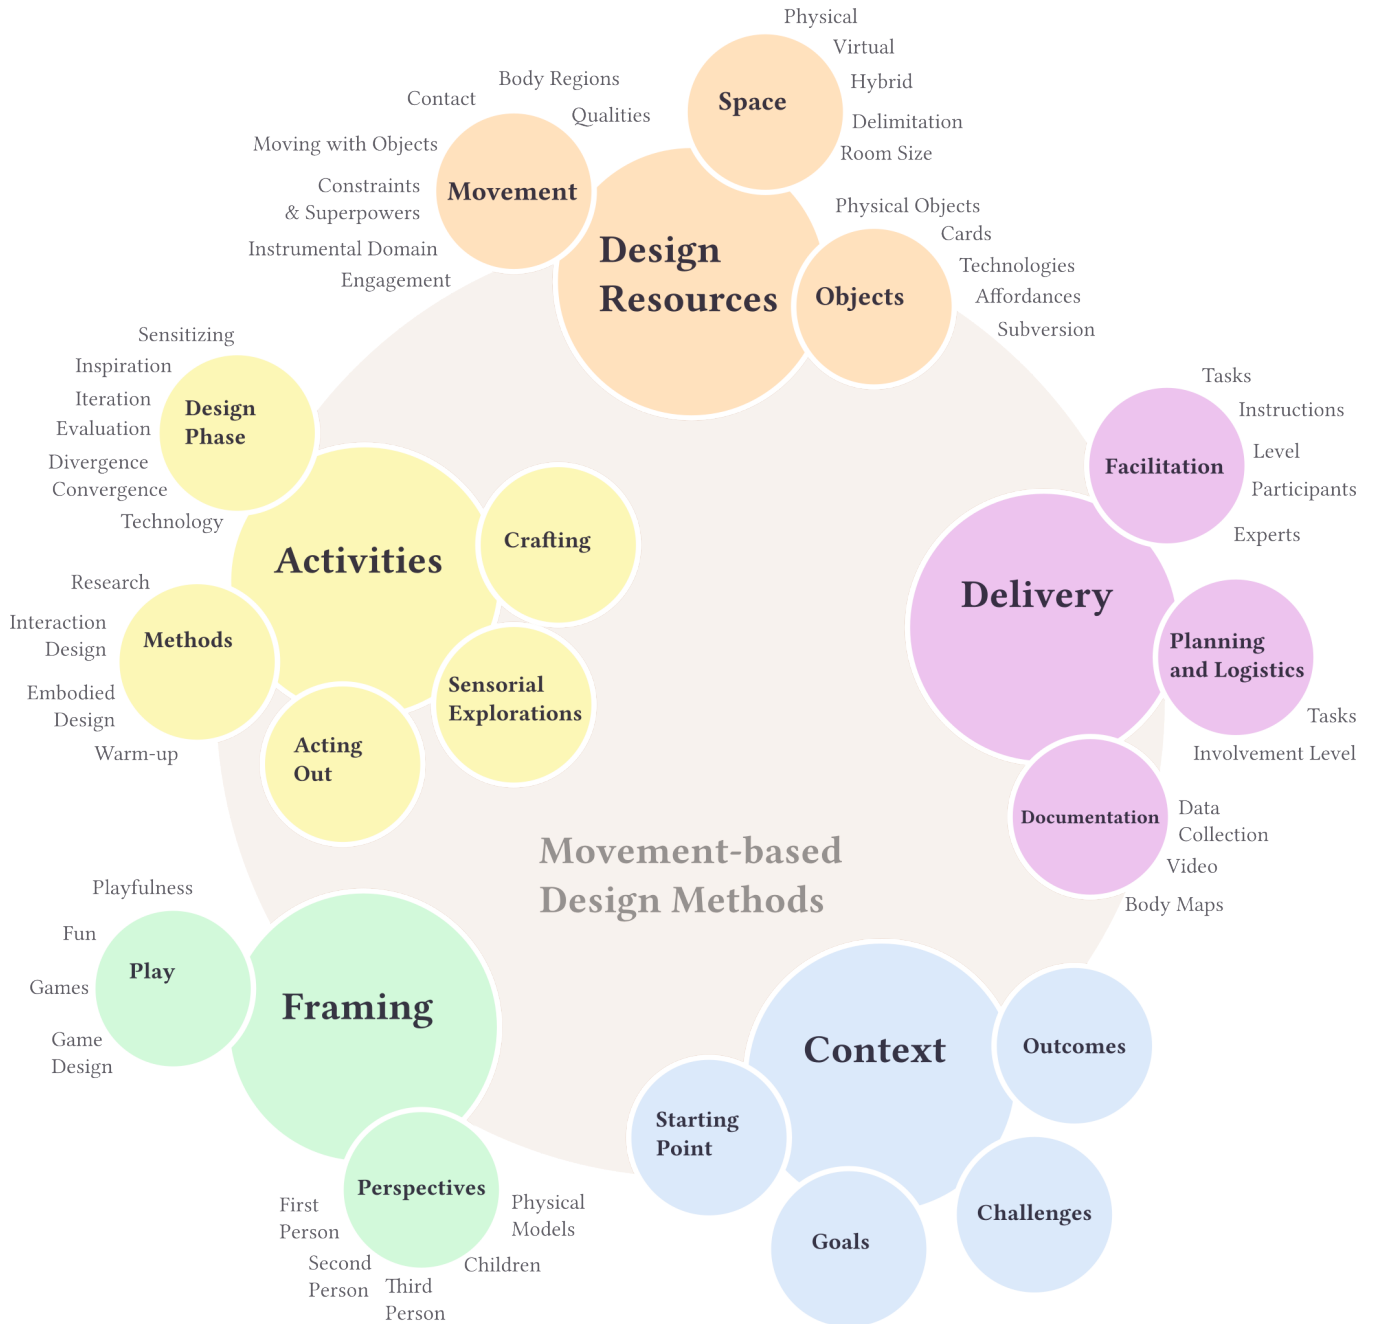 Physical
Virtual
Hybrid
Delimitation
Room Size
Space
Body Regions
Contact
Qualities
Moving with Objects
Constraints
& Superpowers
Instrumental Domain
Engagement
Movement
Design
Resources
Physical Objects
Cards
Technologies
Affordances
Subversion
Objects
Sensitizing
Inspiration
Iteration
Evaluation
Divergence
Convergence
Technology
Design
Phase
Activities
Crafting
Research
Interaction
Design
Embodied
Design
Warm-up
Methods
Sensorial
Explorations
Acting
Out
Tasks
Instructions
Level
Participants
Experts
Facilitation
Delivery
Planning
and Logistics
Tasks
Involvement Level
Documentation
Data
Collection
Video
Body Maps
Movement-based
Design Methods
Playfulness
Fun
Games
Game
Design
Play
Framing
Perspectives
First
Person
Second
Person
Third
Person
Children
Physical
Models
Context
Outcomes
Starting
Point
Challenges
Goals